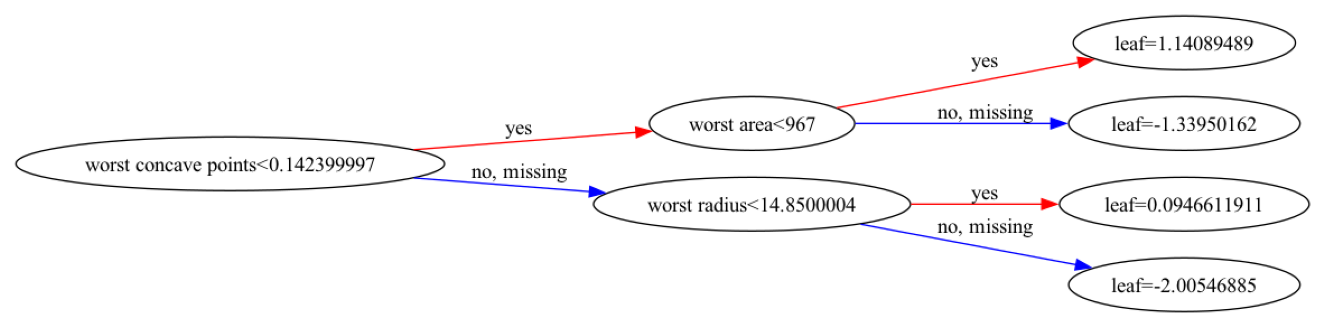 leaf=1.14089489
yes
no, missing
worst area<967
leaf=-1.33950162
yes
worst concave points<0.142399997
no, missing
yes
worst radius<14.8500004
leaf=0.0946611911
no, missing
leaf=-2.00546885